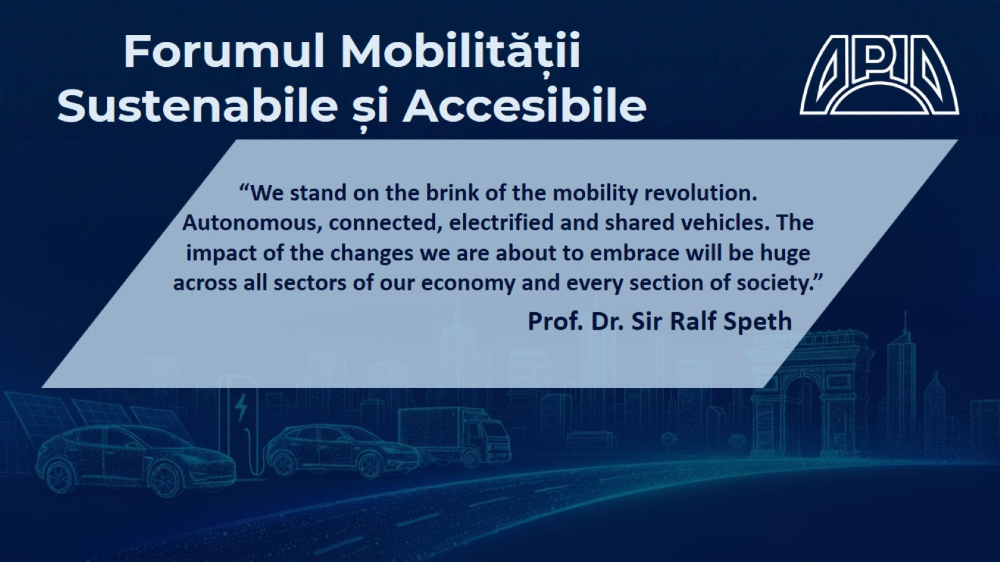 Forumul Mobilității
Sustenabile și Accesibile
APIA
“We stand on the brink of the mobility revolution.
Autonomous, connected, electrified and shared vehicles. The
impact of the changes we are about to embrace will be huge
across all sectors of our economy and every section of society.”
Prof. Dr. Sir Ralf Speth